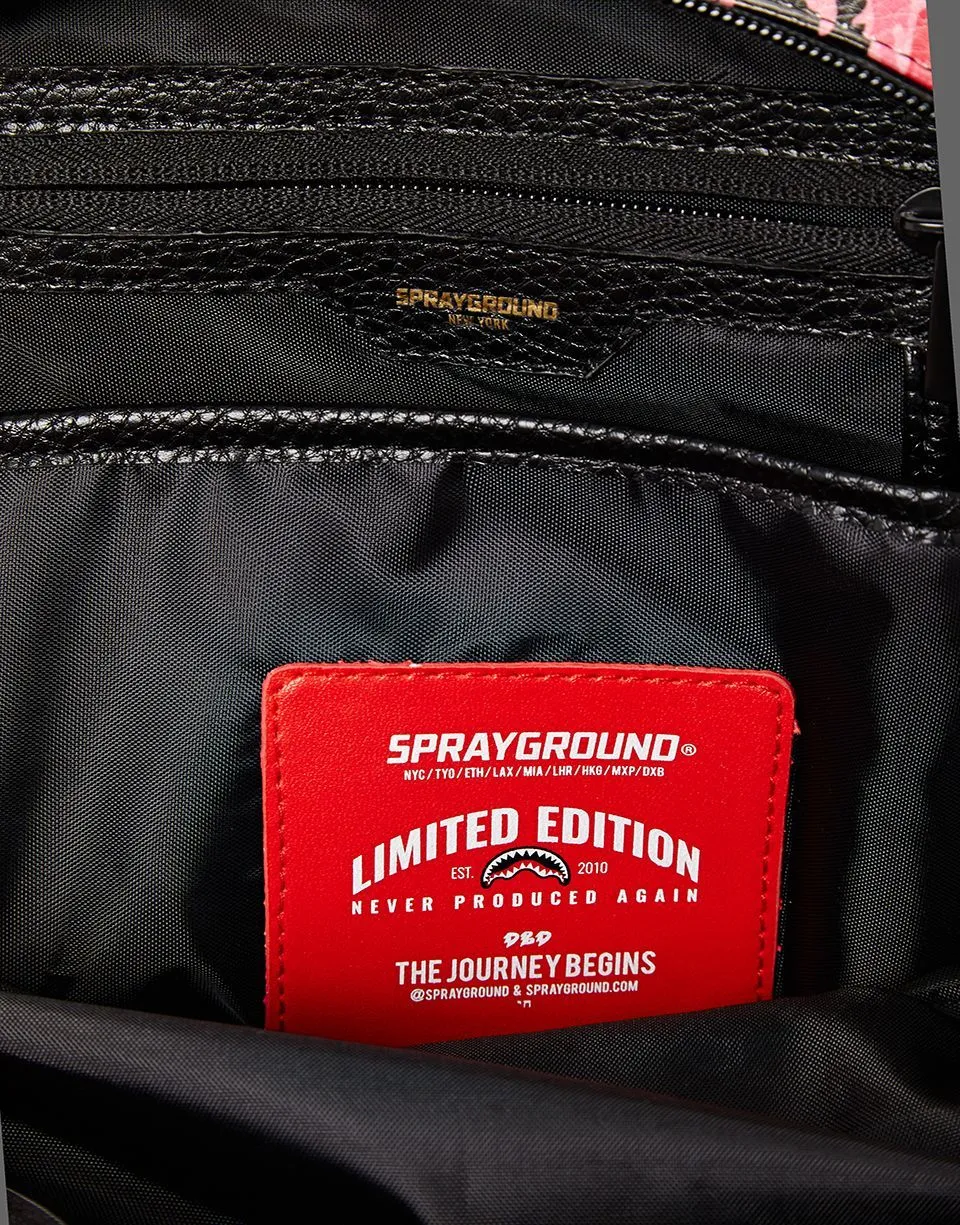 SPRAYGROUND
NEW YORK
SPRAYGROUND®
NYC/TYO/ETH/LAX/MIA/LHR/HKG/MXP/DXB
LIMITED EDITION
EST. 2010
NEVER PRODUCED AGAIN
DBD
THE JOURNEY BEGINS
@SPRAYGROUND & SPRAYGROUND.COM